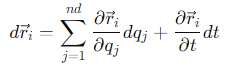 $d\vec{r}_i = \sum_{j=1}^{nd} \frac{\partial \vec{r}_i}{\partial q_j} dq_j + \frac{\partial \vec{r}_i}{\partial t} dt$